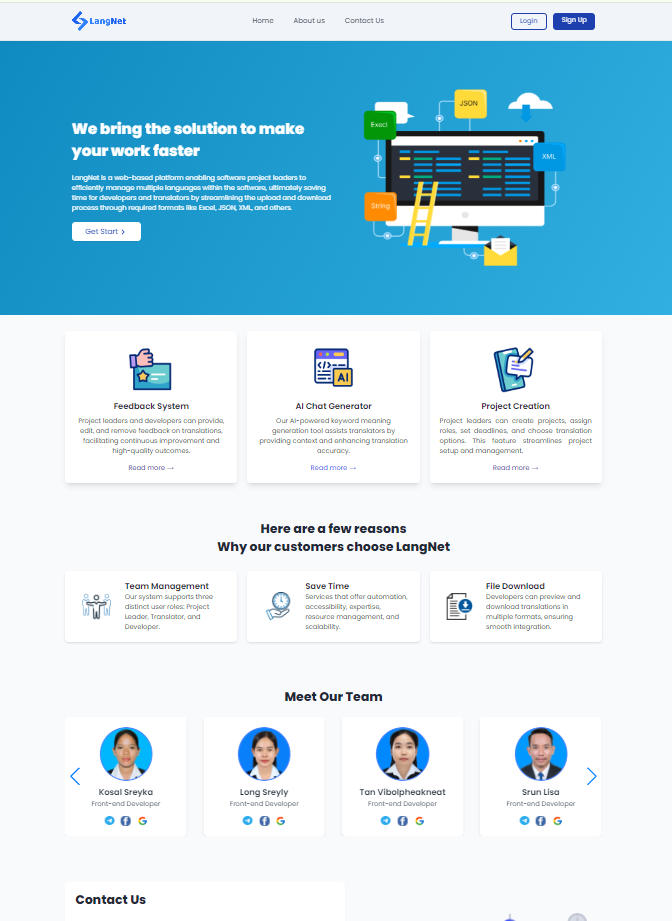 LangNet
Home About us Contact Us
Login Sign Up
We bring the solution to make
your work faster
LangNet is a web-based platform enabling software project leaders to
efficiently manage multiple languages within the software, ultimately saving
time for developers and translators by streamlining the upload and download
process through required formats like Excel, JSON, XML, and others.
Get Start
JSON
Execl
XML
String
Feedback System
Project leaders and developers can provide,
edit, and remove feedback on translations,
facilitating continuous improvement and
high-quality outcomes.
Read more →
AI
AI Chat Generator
Our AI-powered keyword meaning
generation tool assists translators by
providing context and enhancing translation
accuracy.
Read more →
Project Creation
Project leaders can create projects, assign
roles, set deadlines, and choose translation
options. This feature streamlines project
setup and management.
Read more →
Here are a few reasons
Why our customers choose LangNet
Team Management
Our system supports three
distinct user roles: Project
Leader, Translator, and
Developer.
Save Time
Services that offer automation,
accessibility, expertise,
resource management, and
scalability.
File Download
Developers can preview and
download translations in
multiple formats, ensuring
smooth integration.
Meet Our Team
Kosal Sreyka
Front-end Developer
Long Sreyly
Front-end Developer
Tan Vibolpheakneat
Front-end Developer
Srun Lisa
Front-end Developer
Contact Us